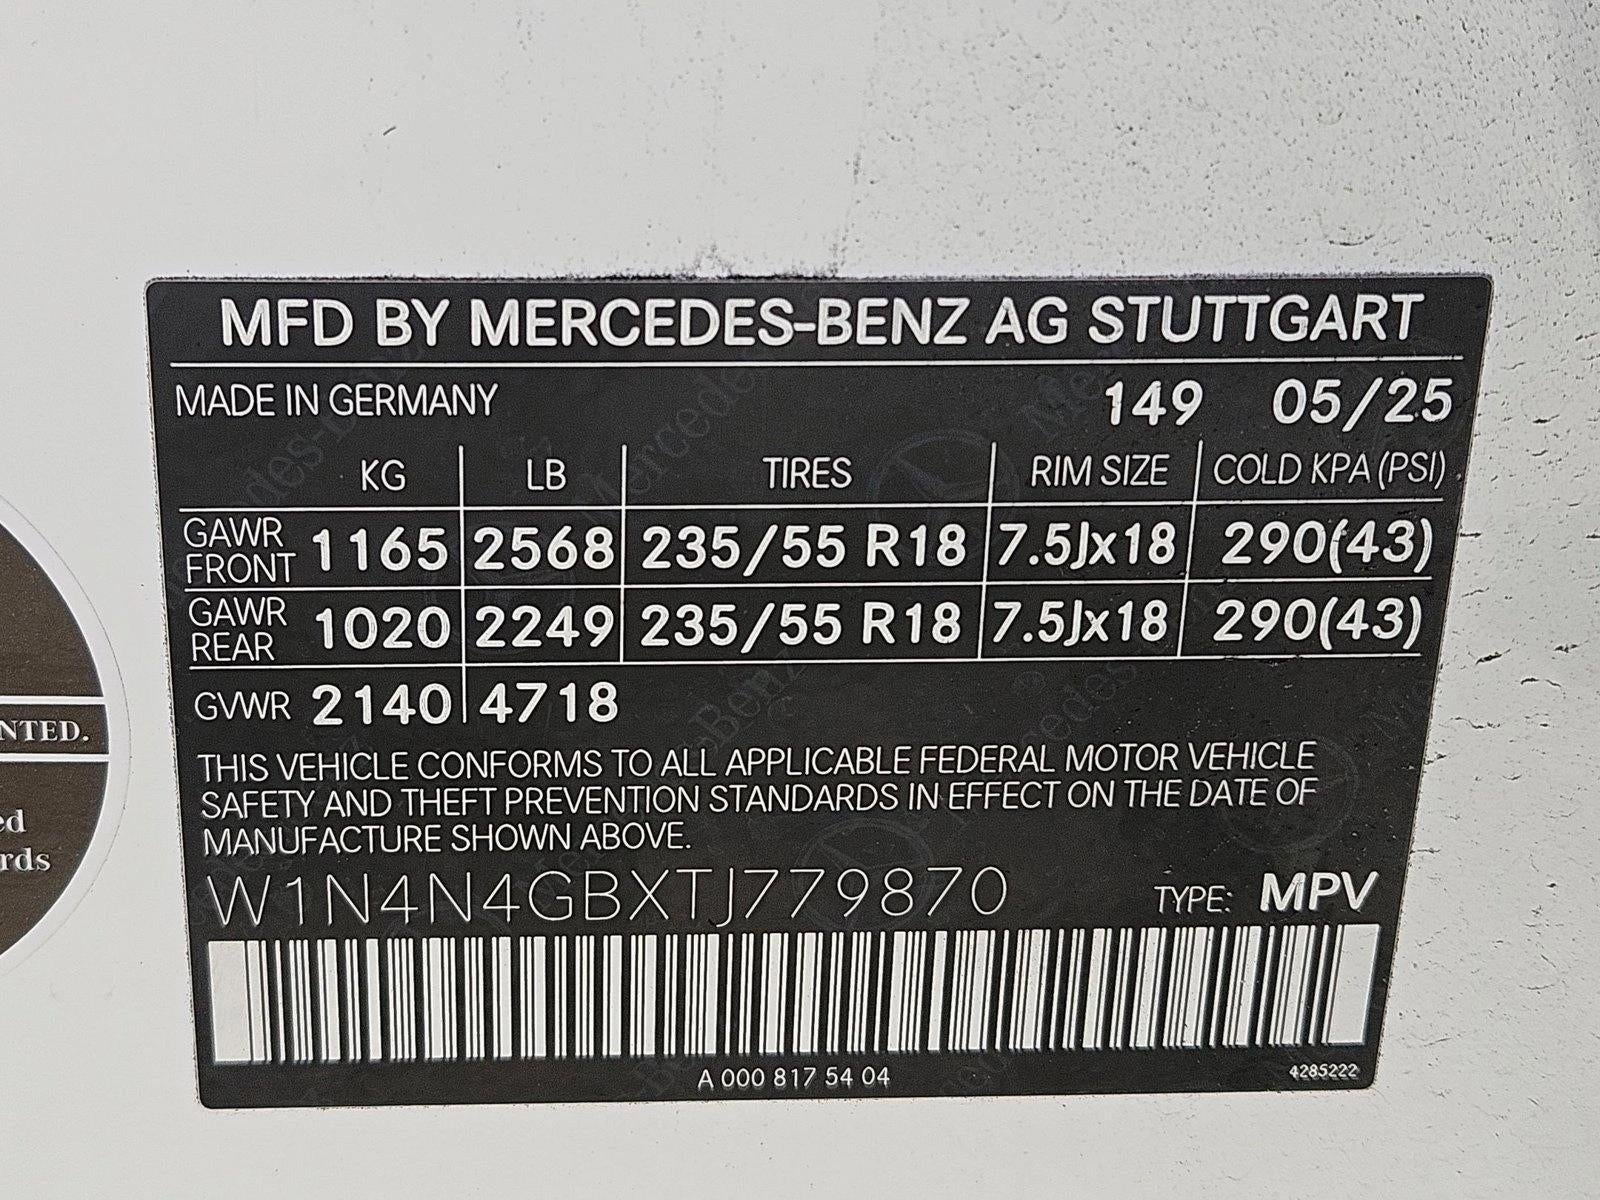 MFD BY MERCEDES-BENZ AG STUTTGART
MADE IN GERMANY 149 05/25
KG LB TIRES RIM SIZE COLD KPA (PSI)
GAWR FRONT 1165 2568 235/55 R18 7.5Jx18 290(43)
GAWR REAR 1020 2249 235/55 R18 7.5Jx18 290(43)
GVWR 2140 4718
THIS VEHICLE CONFORMS TO ALL APPLICABLE FEDERAL MOTOR VEHICLE
SAFETY AND THEFT PREVENTION STANDARDS IN EFFECT ON THE DATE OF
MANUFACTURE SHOWN ABOVE.
W1N4N4GBXTJ779870 TYPE: MPV
A 000 817 54 04 4285222
NTED.
ed
rds